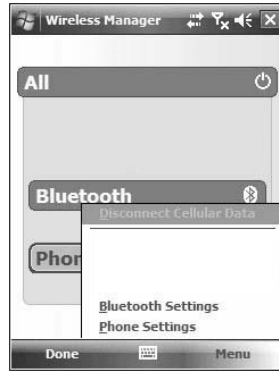 Wireless Manager
All
Bluetooth
Disconnect Cellular Data
Phon
Bluetooth Settings
Phone Settings
Done Menu